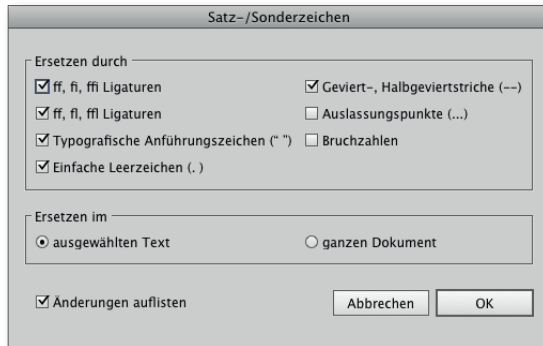 Satz-/Sonderzeichen
Ersetzen durch
ff, fi, ffi Ligaturen
Geviert-, Halbgeviertstriche (--)
ff, fl, ffl Ligaturen
Auslassungspunkte (...)
Typografische Anführungszeichen (“ ”)
Bruchzahlen
Einfache Leerzeichen (. )
Ersetzen im
ausgewählten Text
ganzen Dokument
Änderungen auflisten
Abbrechen
OK